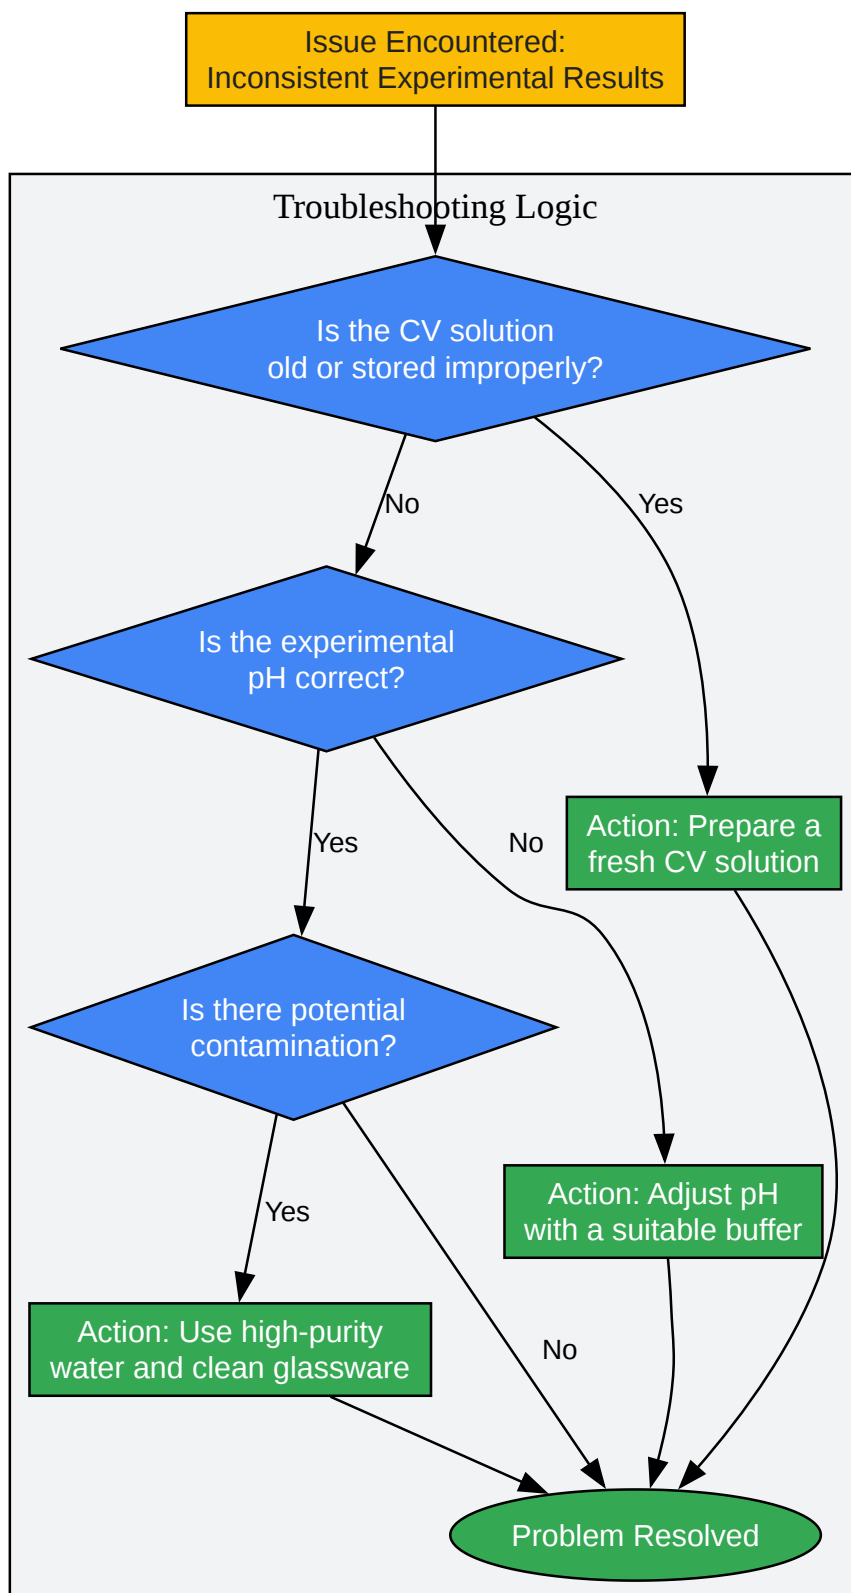 Issue Encountered:
Inconsistent Experimental Results
Troubleshooting Logic
Is the CV solution
old or stored improperly?
No
Yes
Is the experimental
pH correct?
Action: Prepare a
fresh CV solution
Yes
No
Is there potential
contamination?
Action: Adjust pH
with a suitable buffer
Yes
Action: Use high-purity
water and clean glassware
No
Problem Resolved